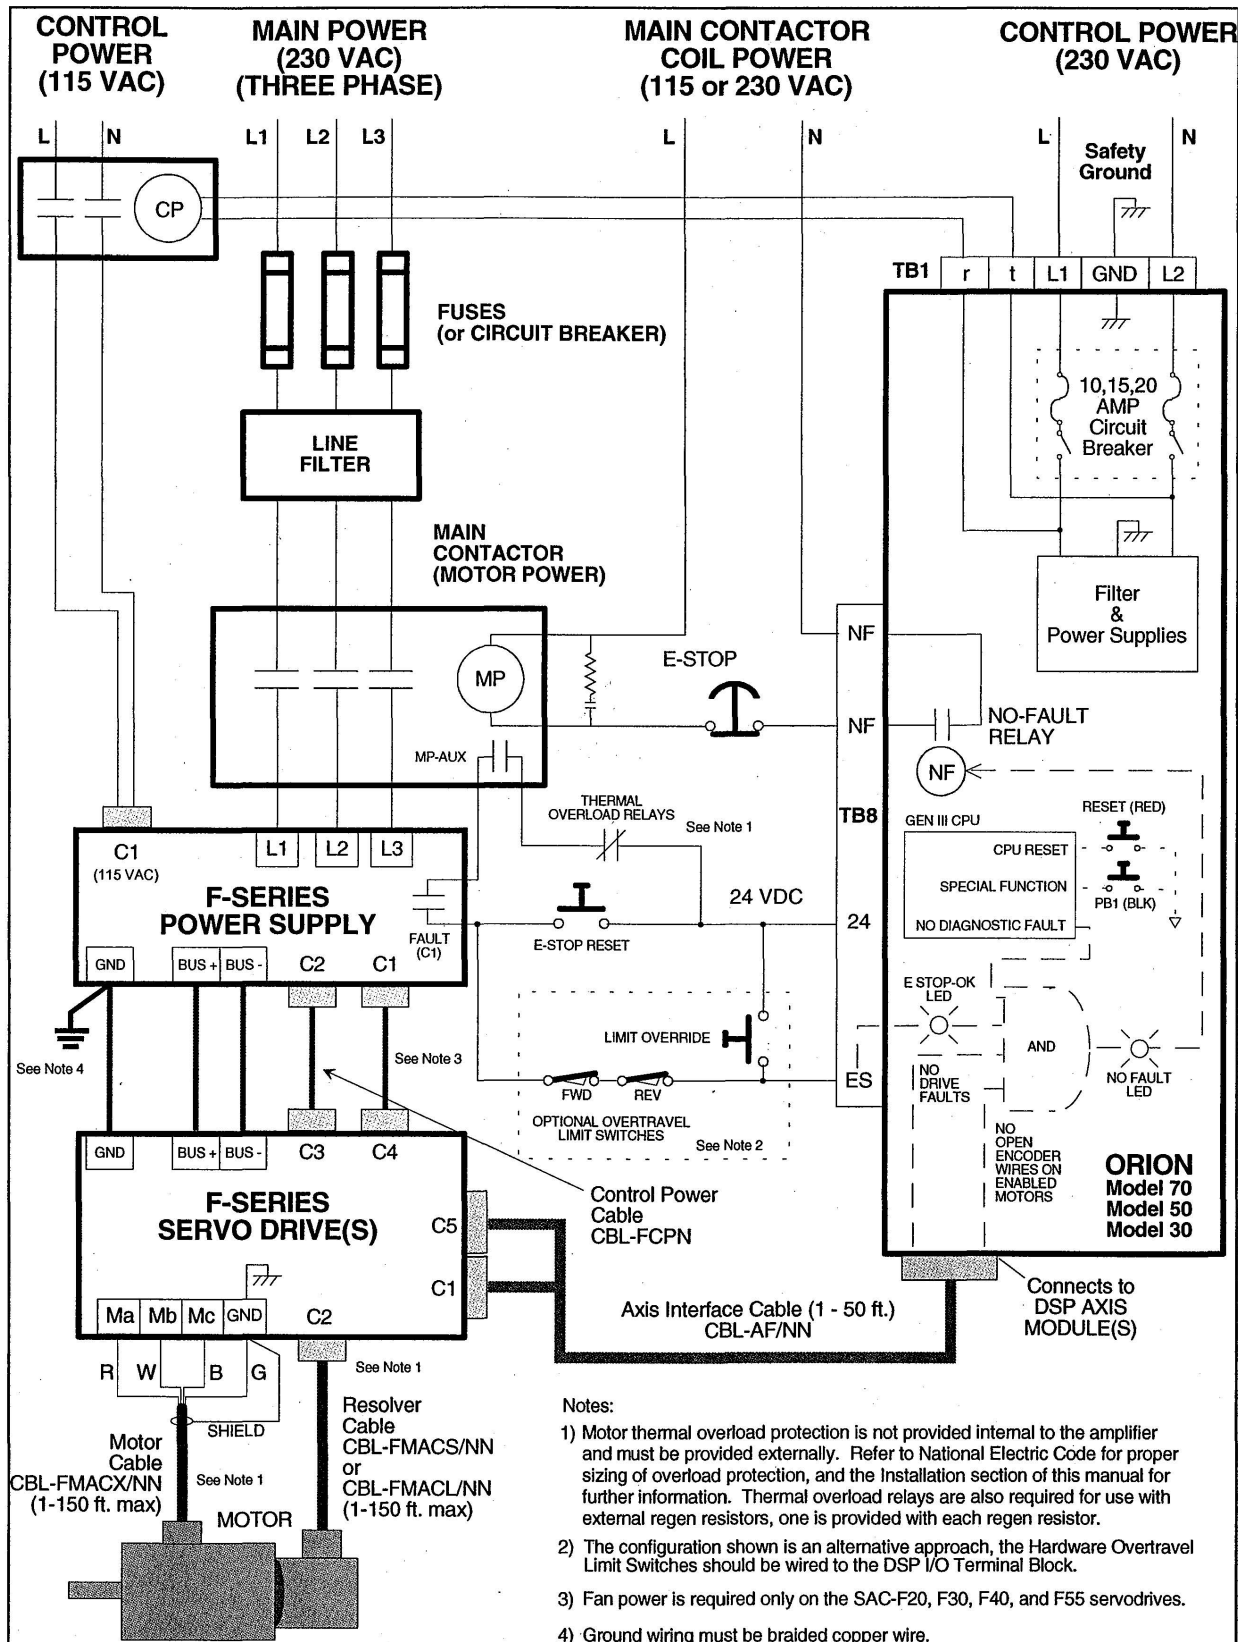 CONTROL
POWER
(115 VAC)
MAIN POWER
(230 VAC)
(THREE PHASE)
MAIN CONTACTOR
COIL POWER
(115 or 230 VAC)
CONTROL POWER
(230 VAC)
L
N
L1
L2
L3
L
N
L
Safety
Ground
N
CP
TB1
r
t
L1
GND
L2
FUSES
(or CIRCUIT BREAKER)
10,15,20
AMP
Circuit
Breaker
LINE
FILTER
MAIN
CONTACTOR
(MOTOR POWER)
Filter
&
Power Supplies
MP
E-STOP
NF
NF
NO-FAULT
RELAY
NF
MP-AUX
THERMAL
OVERLOAD RELAYS
See Note 1
TB8
GEN III CPU
RESET (RED)
CPU RESET
SPECIAL FUNCTION
PB1 (BLK)
NO DIAGNOSTIC FAULT
C1
(115 VAC)
L1
L2
L3
F-SERIES
POWER SUPPLY
FAULT
(C1)
24 VDC
24
E-STOP RESET
GND
BUS +
BUS -
C2
C1
E STOP-OK
LED
AND
NO FAULT
LED
LIMIT OVERRIDE
See Note 4
See Note 3
FWD
REV
ES
NO
DRIVE
FAULTS
OPTIONAL OVERTRAVEL
LIMIT SWITCHES
See Note 2
NO
OPEN
ENCODER
WIRES ON
ENABLED
MOTORS
ORION
Model 70
Model 50
Model 30
GND
BUS +
BUS -
C3
C4
F-SERIES
SERVO DRIVE(S)
C5
C1
Control Power
Cable
CBL-FCPN
Ma
Mb
Mc
GND
C2
Axis Interface Cable (1 - 50 ft.)
CBL-AF/NN
Connects to
DSP AXIS
MODULE(S)
R
W
B
G
See Note 1
SHIELD
Motor
Cable
CBL-FMACX/NN
(1-150 ft. max)
See Note 1
Resolver
Cable
CBL-FMACS/NN
or
CBL-FMACL/NN
(1-150 ft. max)
MOTOR
Notes:
1) Motor thermal overload protection is not provided internal to the amplifier
and must be provided externally. Refer to National Electric Code for proper
sizing of overload protection, and the Installation section of this manual for
further information. Thermal overload relays are also required for use with
external regen resistors, one is provided with each regen resistor.
2) The configuration shown is an alternative approach, the Hardware Overtravel
Limit Switches should be wired to the DSP I/O Terminal Block.
3) Fan power is required only on the SAC-F20, F30, F40, and F55 servodrives.
4) Ground wiring must be braided copper wire.